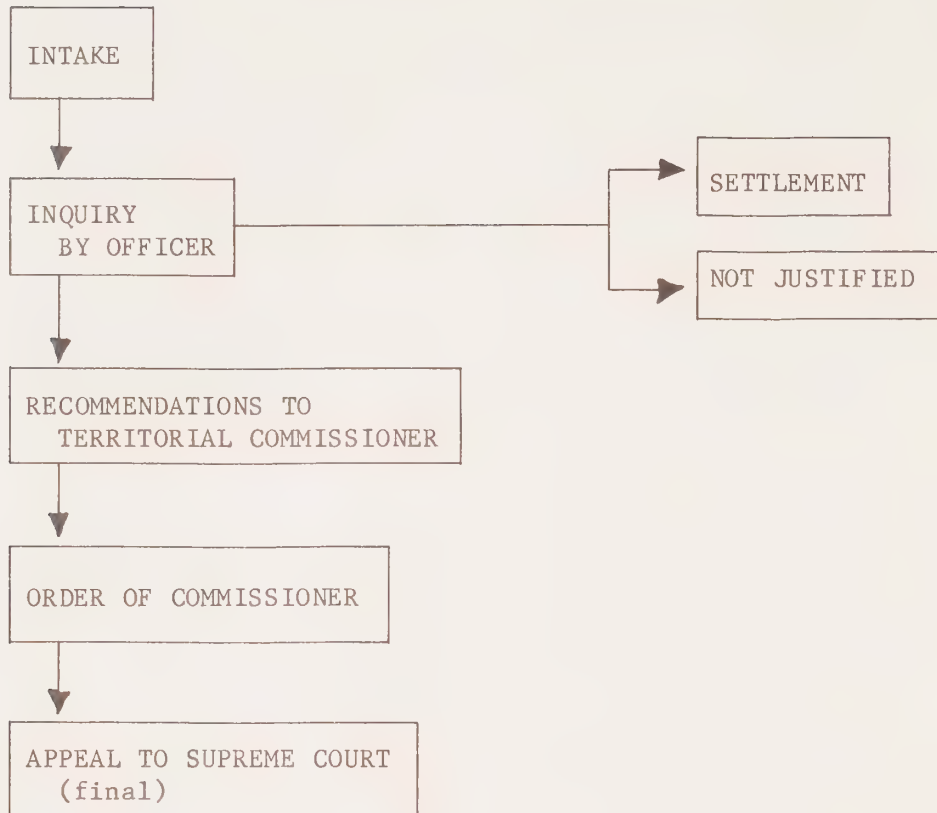 INTAKE
INQUIRY
BY OFFICER
SETTLEMENT
NOT JUSTIFIED
RECOMMENDATIONS TO
TERRITORIAL COMMISSIONER
ORDER OF COMMISSIONER
APPEAL TO SUPREME COURT
(final)